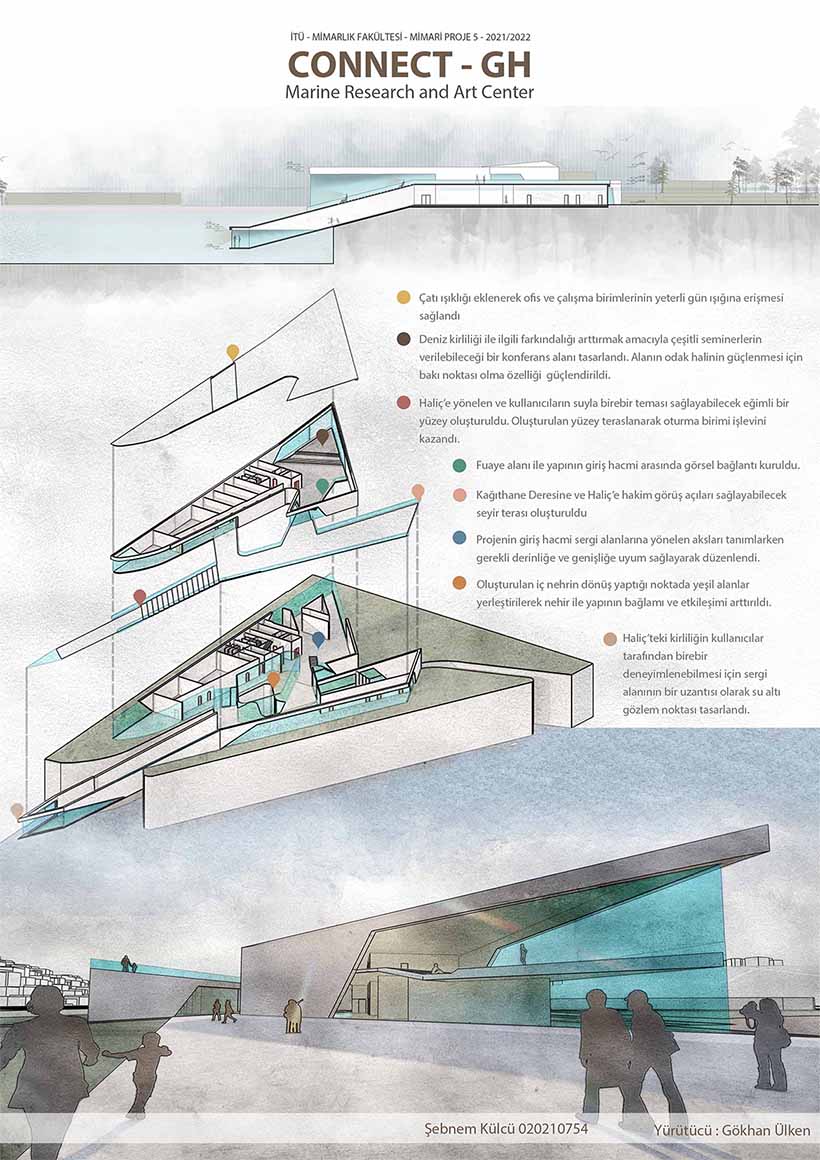 İTÜ - MİMARLIK FAKÜLTESİ - MİMARİ PROJE 5 - 2021/2022
CONNECT - GH
Marine Research and Art Center
Çatı ışıklığı eklenerek ofis ve çalışma birimlerinin yeterli gün ışığına erişmesi
sağlandı
Deniz kirliliği ile ilgili farkındalığı arttırmak amacıyla çeşitli seminerlerin
verilebileceği bir konferans alanı tasarlandı. Alanın odak halinin güçlenmesi için
bakı noktası olma özelliği güçlendirildi.
Haliç’e yönelen ve kullanıcıların suyla birebir teması sağlayabilecek eğimli bir
yüzey oluşturuldu. Oluşturulan yüzey teraslanarak oturma birimi işlevini
kazandı.
Fuaye alanı ile yapının giriş hacmi arasında görsel bağlantı kuruldu.
Kağıthane Deresine ve Haliç’e hakim görüş açıları sağlayabilecek
seyir terası oluşturuldu
Projenin giriş hacmi sergi alanlarına yönelen aksları tanımlarken
gerekli derinliğe ve genişliğe uyum sağlayarak düzenlendi.
Oluşturulan iç nehrin dönüş yaptığı noktada yeşil alanlar
yerleştirilerek nehir ile yapının bağlamı ve etkileşimi arttırıldı.
Haliç’teki kirliliğin kullanıcılar
tarafından birebir
deneyimlenebilmesi için sergi
alanının bir uzantısı olarak su altı
gözlem noktası tasarlandı.
Şebnem Külcü 020210754
Yürütücü : Gökhan Ülken